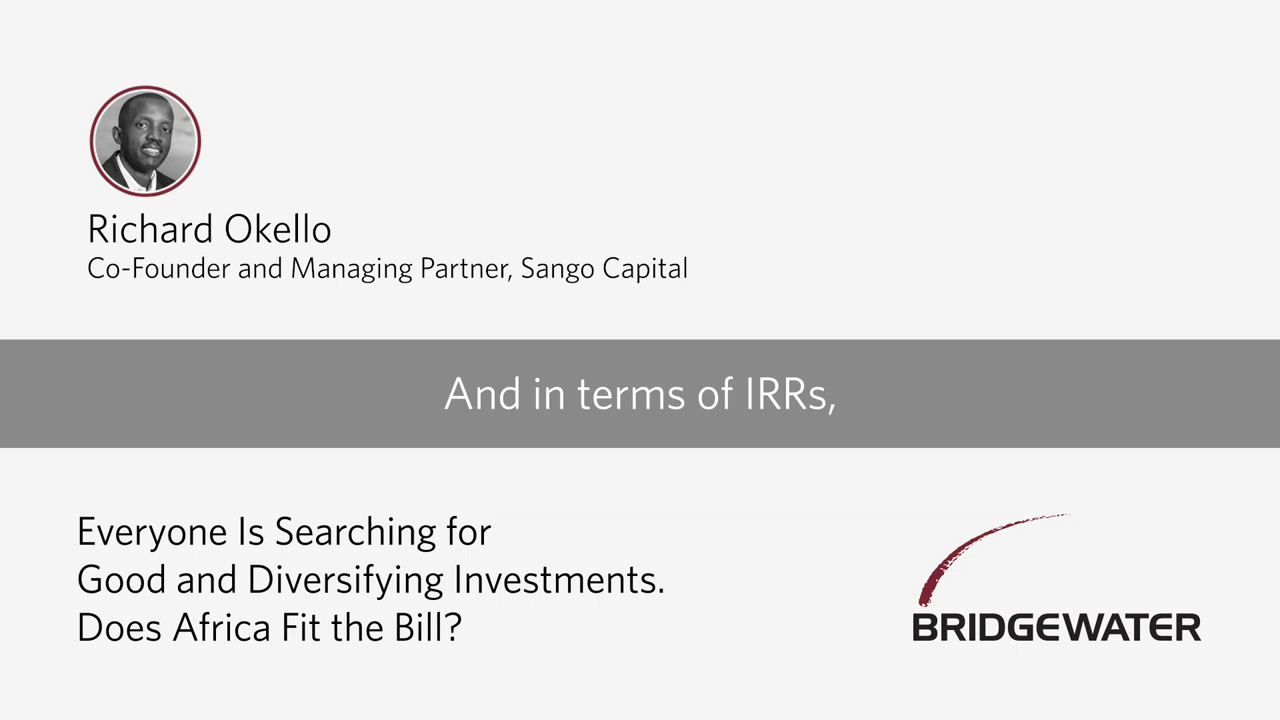 Richard Okello
Co-Founder and Managing Partner, Sango Capital
And in terms of IRRs,
Everyone Is Searching for
Good and Diversifying Investments.
Does Africa Fit the Bill?
BRIDGEWATER